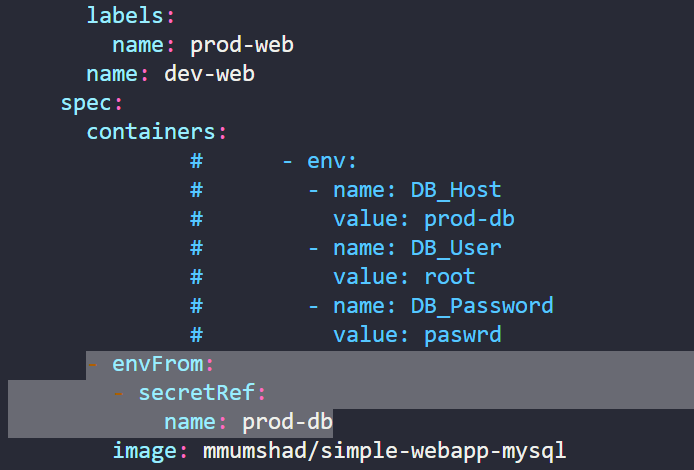 labels:
name: prod-web
name: dev-web
spec:
containers:
# - env:
# - name: DB_Host
# value: prod-db
# - name: DB_User
# value: root
# - name: DB_Password
# value: paswrd
- envFrom:
- secretRef:
name: prod-db
image: mmumshad/simple-webapp-mysql